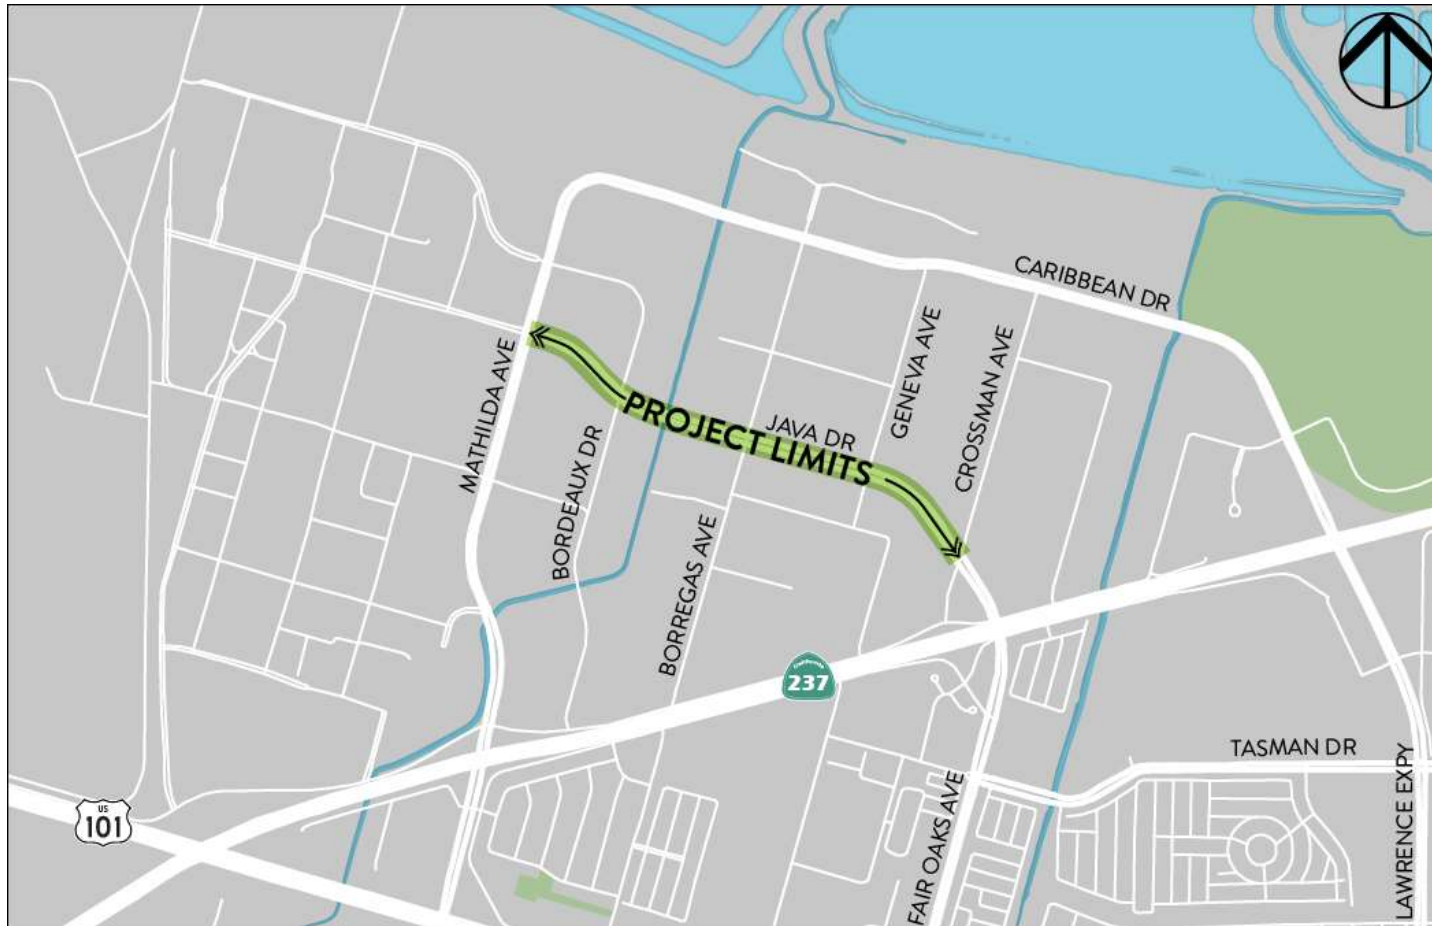 CARIBBEAN DR
GENEVA AVE
CROSSMAN AVE
MATHILDA AVE
PROJECT LIMITS
JAVA DR
BORDEAUX DR
BORREGAS AVE
California
237
TASMAN DR
LAWRENCE EXPY
FAIR OAKS AVE
US
101